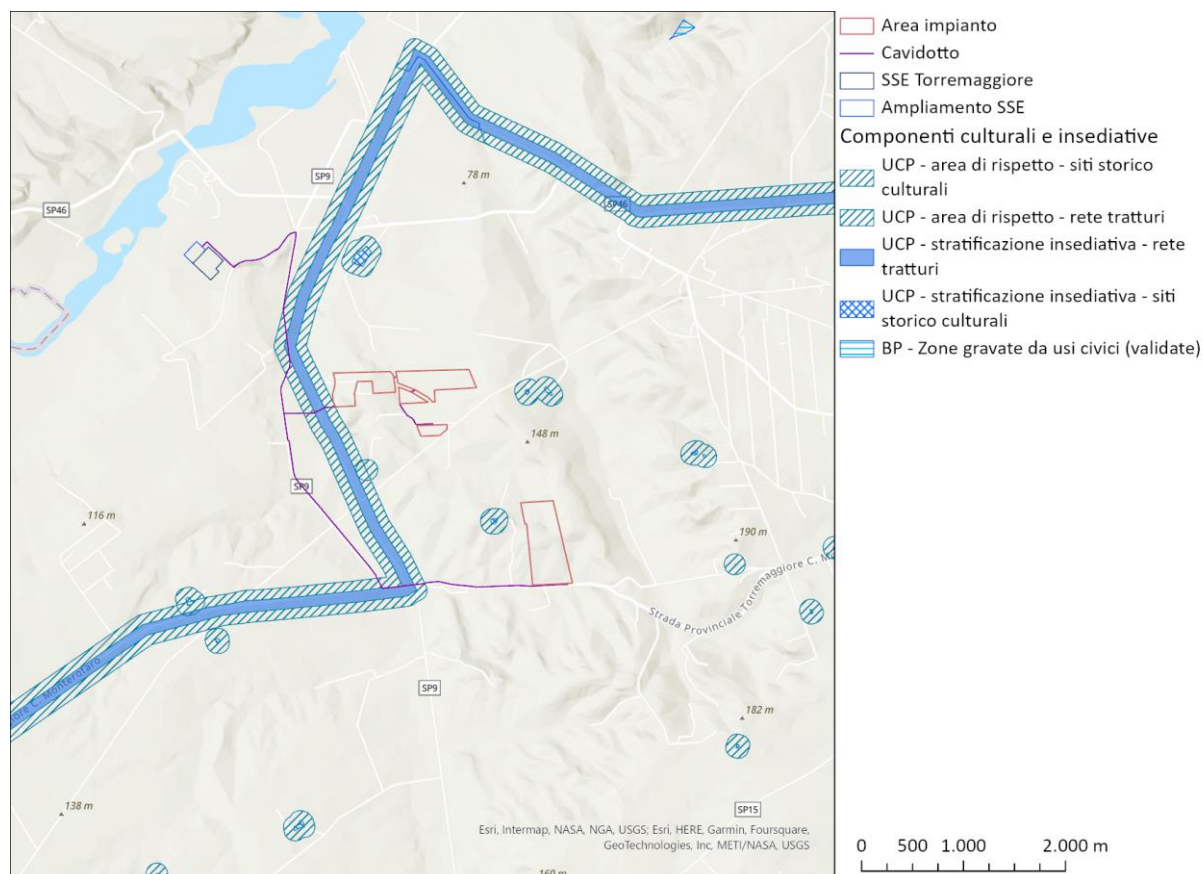 SP9
78 m
SP46
SP46
148 m
SP9
116 m
190 m
Strada Provinciale Torremaggiore C. M
C. Monterotaro
SP9
182 m
138 m
SP15
Esri, Intermap, NASA, NGA, USGS; Esri, HERE, Garmin, Foursquare,
GeoTechnologies, Inc, METI/NASA, USGS
160 m
Area impianto
Cavidotto
SSE Torremaggiore
Ampliamento SSE
Componenti culturali e insediative
UCP - area di rispetto - siti storico
culturali
UCP - area di rispetto - rete tratturi
UCP - stratificazione insediativa - rete
tratturi
UCP - stratificazione insediativa - siti
storico culturali
BP - Zone gravate da usi civici (validate)
0 500 1.000 2.000 m